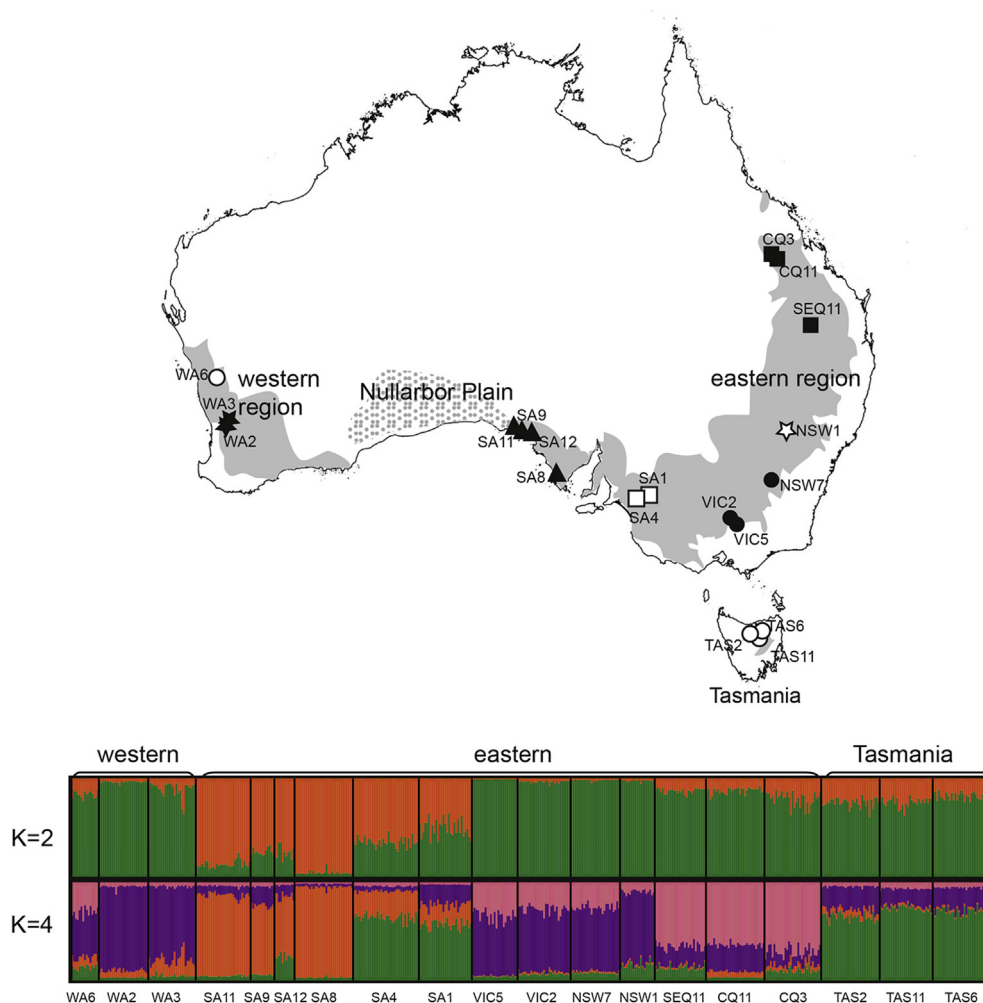 CQ3
CQ11
SEQ11
WA6
western
region
eastern region
Nullarbor Plain
WA3
WA2
SA9
SA11
SA12
NSW1
SA8
SA1
SA4
NSW7
VIC2
VIC5
TAS6
TAS2
TAS11
Tasmania
western eastern Tasmania
K=2
K=4
WA6 WA2 WA3 SA11 SA9 SA12 SA8 SA4 SA1 VIC5 VIC2 NSW7 NSW1 SEQ11 CQ11 CQ3 TAS2 TAS11 TAS6